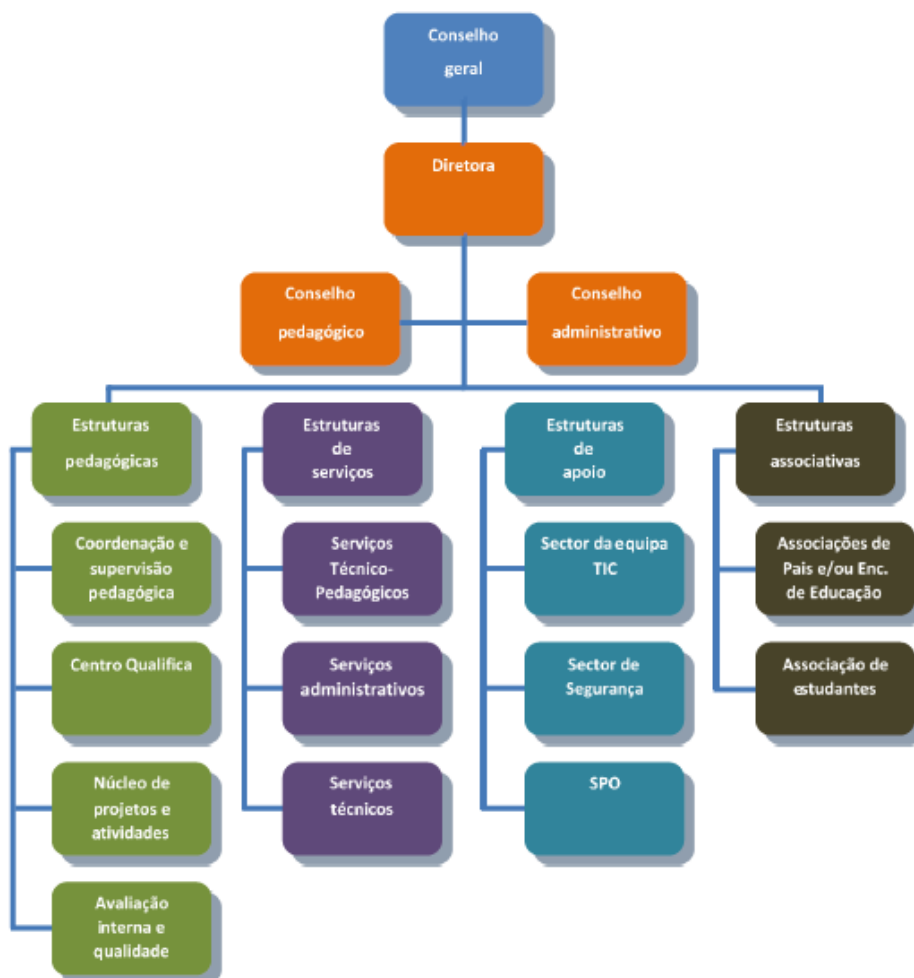 Conselho
geral
Diretora
Conselho
pedagógico
Conselho
administrativo
Estruturas
pedagógicas
Estruturas
de
serviços
Estruturas
de
apoio
Estruturas
associativas
Coordenação e
supervisão
pedagógica
Serviços
Técnico-
Pedagógicos
Sector da equipa
TIC
Associações de
Pais e/ou Enc.
de Educação
Centro Qualifica
Serviços
administrativos
Sector de
Segurança
Associação de
estudantes
Núcleo de
projetos e
atividades
Serviços
técnicos
SPO
Avaliação
interna e
qualidade